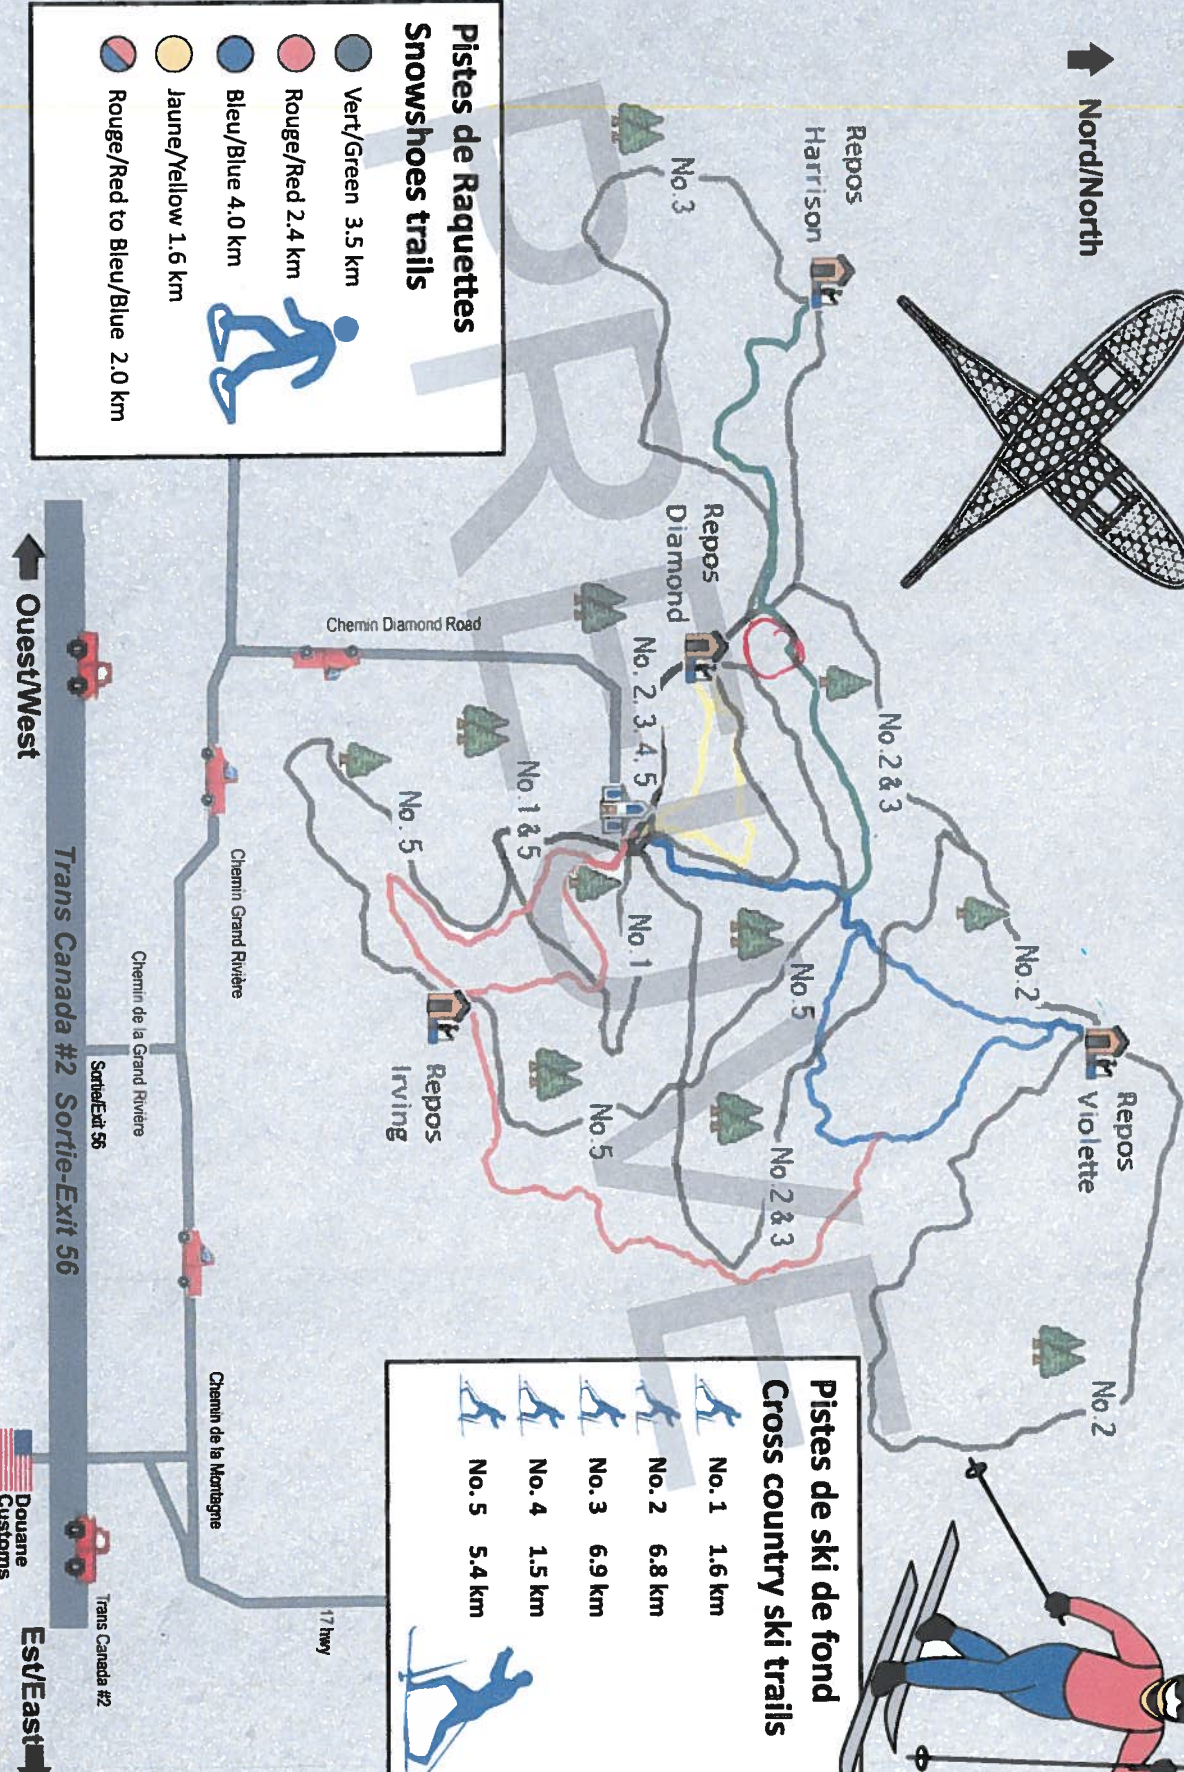 Nord/North
Repos
Harrison
No.3
Repos
Diamond
No. 2, 3, 4, 5
No.2 & 3
No.2
Repos
Violette
No.2
No.5
No.2 & 3
No.1
No.1 & 5
No. 5
No.5
Repos
Irving
Pistes de Raquettes
Snowshoes trails
Vert/Green 3.5 km
Rouge/Red 2.4 km
Bleu/Blue 4.0 km
Jaune/Yellow 1.6 km
Rouge/Red to Bleu/Blue 2.0 km
Pistes de ski de fond
Cross country ski trails
No. 1 1.6 km
No. 2 6.8 km
No. 3 6.9 km
No. 4 1.5 km
No. 5 5.4 km
Chemin Diamond Road
Chemin Grand Rivière
Chemin de la Grand Rivière
Sortie/Exit 56
Chemin de la Montagne
17 hwy
Trans Canada #2 Sortie-Exit 56
Trans Canada #2
Douane
Customs
Ouest/West
Est/East